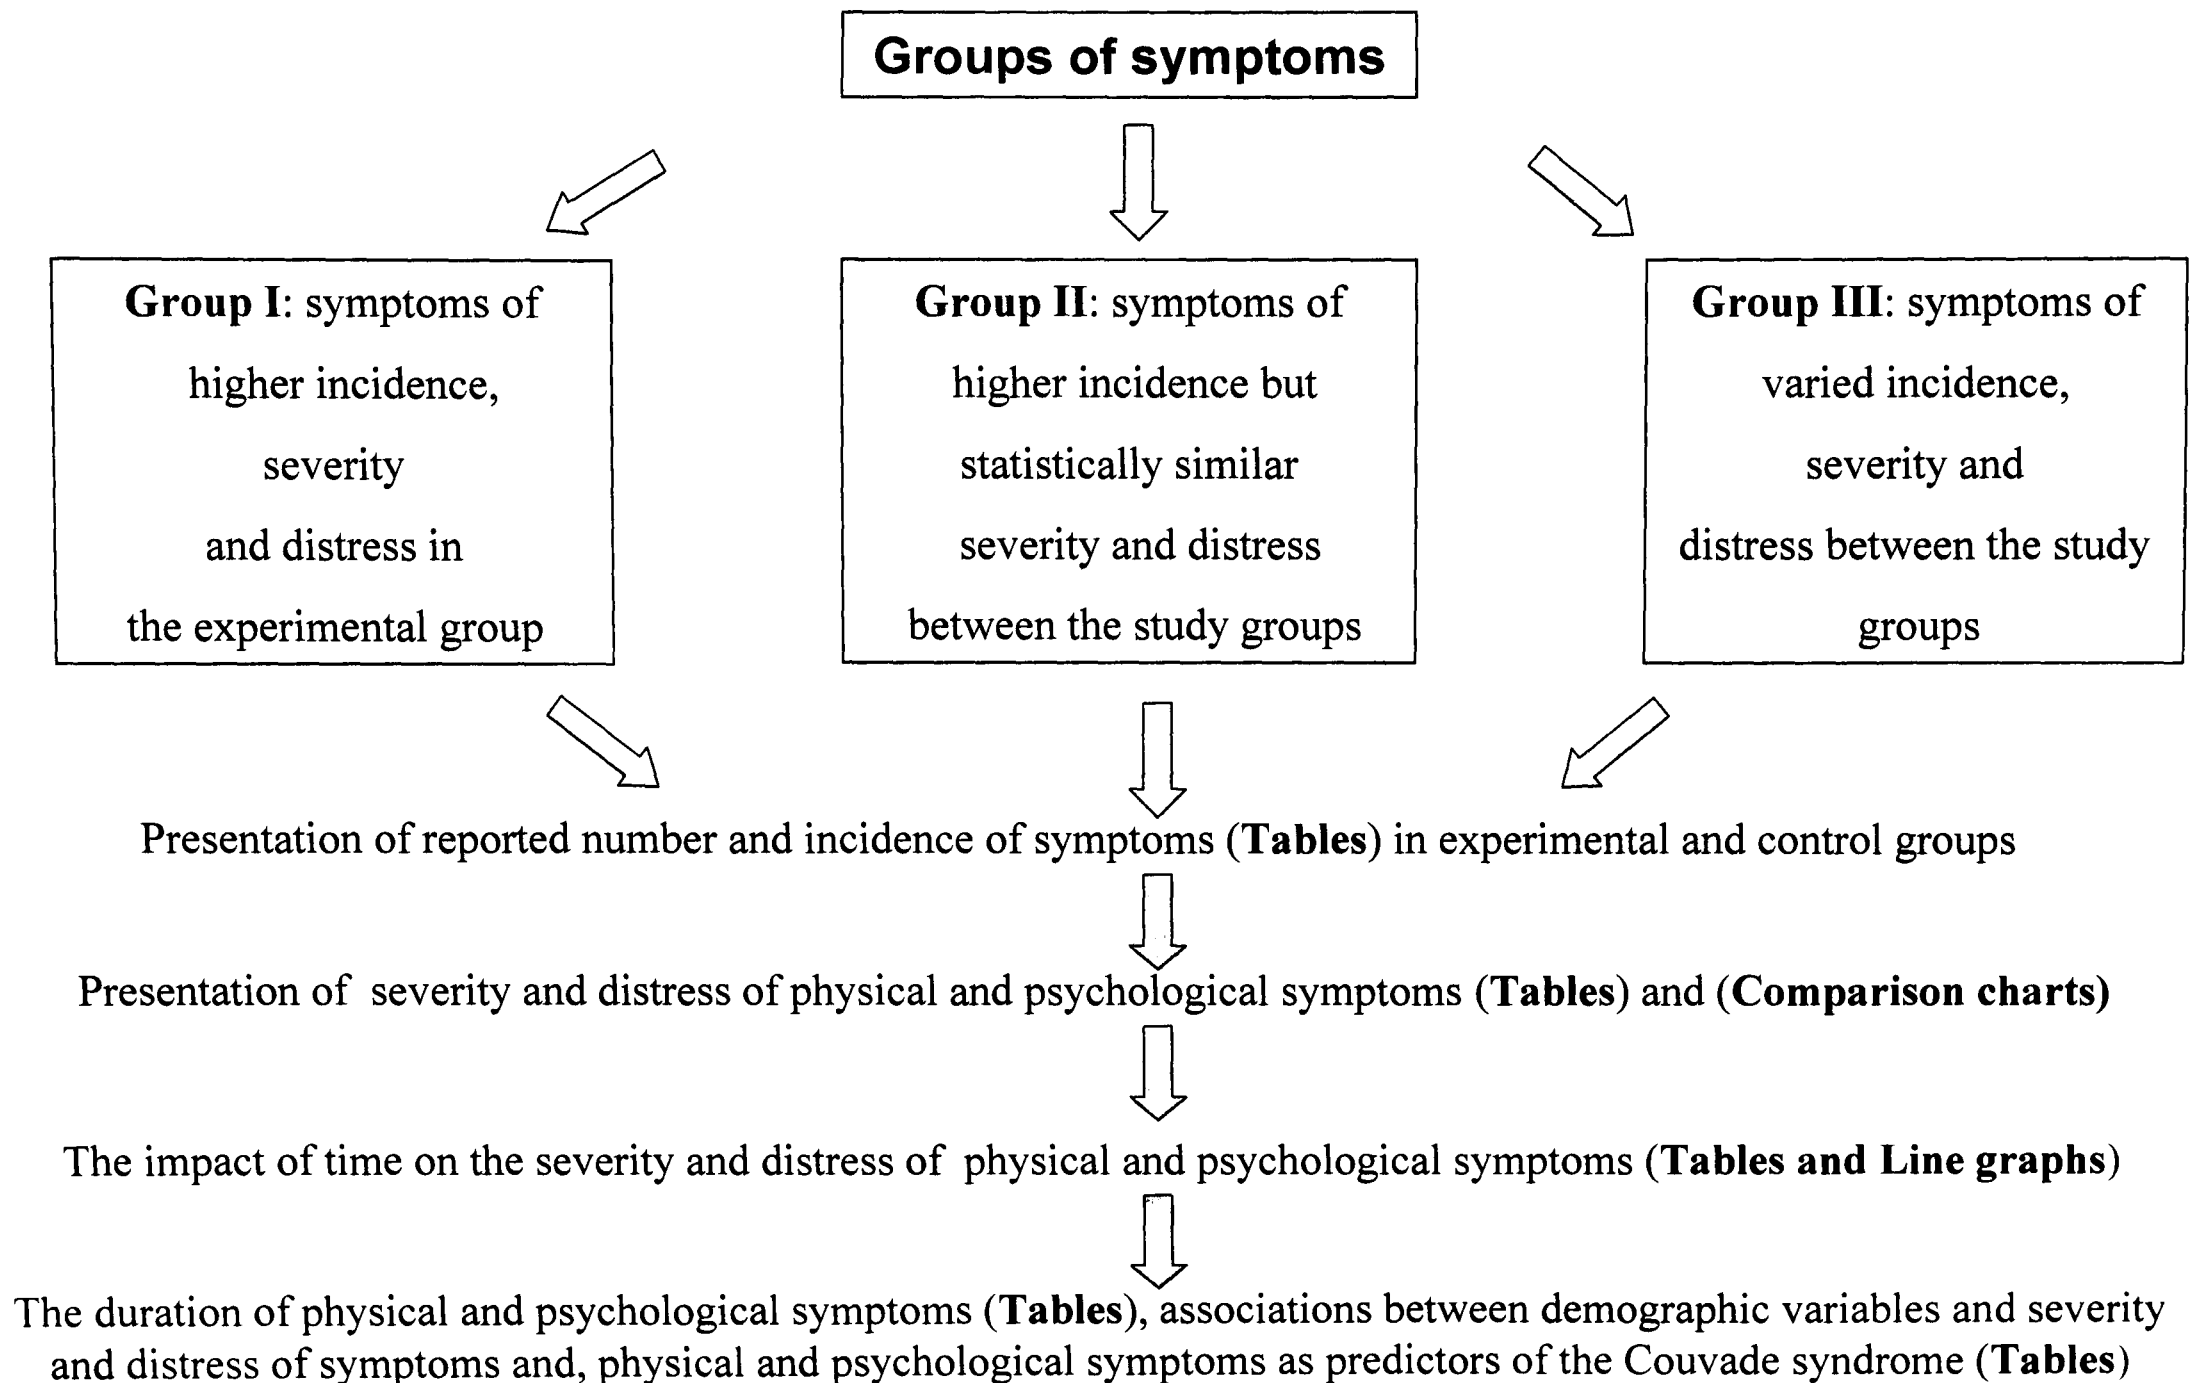 Groups of symptoms
Group I: symptoms of
higher incidence,
severity
and distress in
the experimental group
Group II: symptoms of
higher incidence but
statistically similar
severity and distress
between the study groups
Group III: symptoms of
varied incidence,
severity and
distress between the study
groups
Presentation of reported number and incidence of symptoms (Tables) in experimental and control groups
Presentation of severity and distress of physical and psychological symptoms (Tables) and (Comparison charts)
The impact of time on the severity and distress of physical and psychological symptoms (Tables and Line graphs)
The duration of physical and psychological symptoms (Tables), associations between demographic variables and severity
and distress of symptoms and, physical and psychological symptoms as predictors of the Couvade syndrome (Tables)